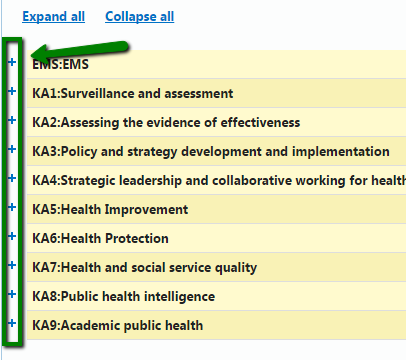 Expand all Collapse all
+ EMS:EMS
+ KA1:Surveillance and assessment
+ KA2:Assessing the evidence of effectiveness
+ KA3:Policy and strategy development and implementation
+ KA4:Strategic leadership and collaborative working for health
+ KA5:Health Improvement
+ KA6:Health Protection
+ KA7:Health and social service quality
+ KA8:Public health intelligence
+ KA9:Academic public health